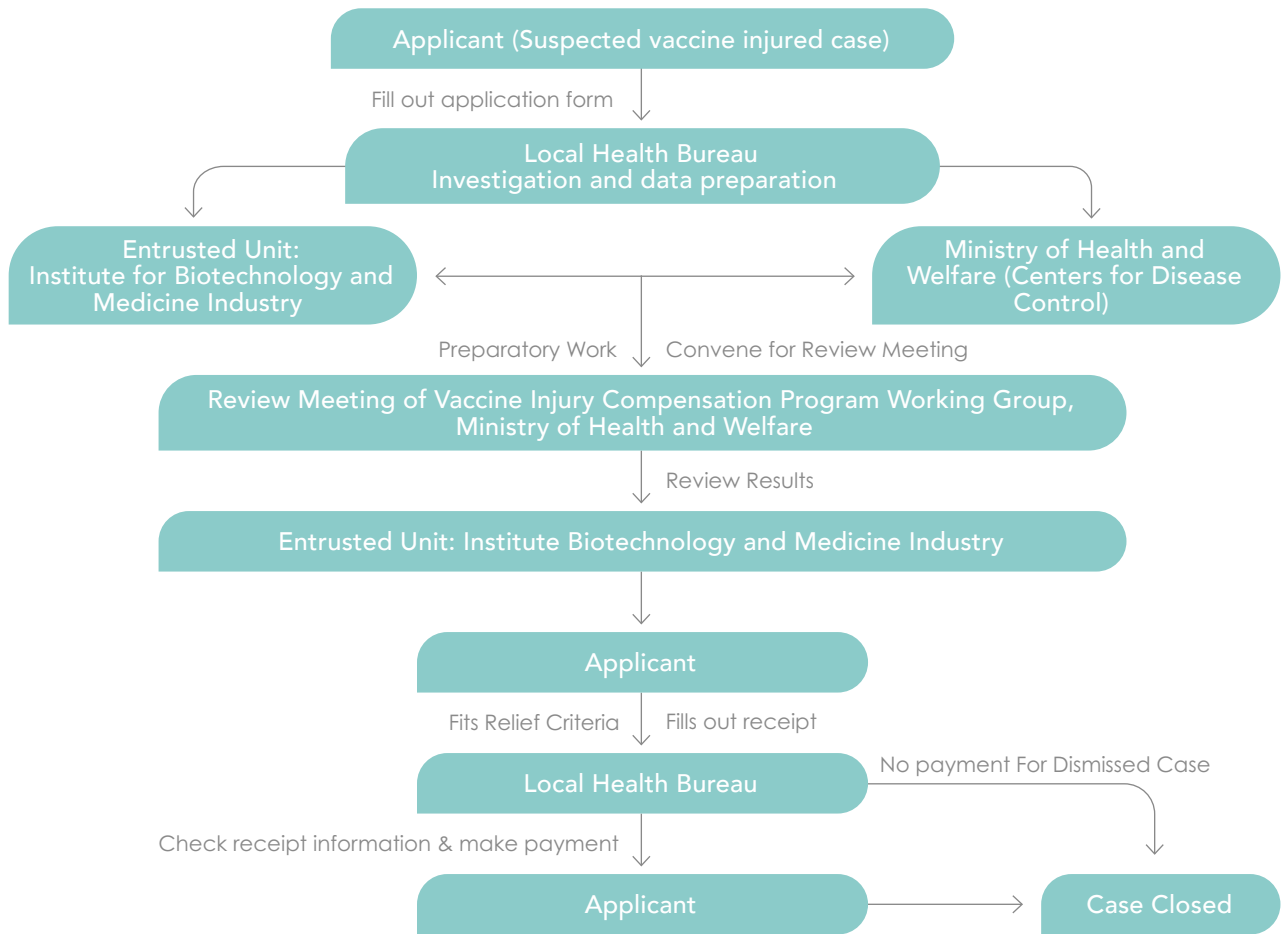 Applicant (Suspected vaccine injured case)
Fill out application form
Local Health Bureau
Investigation and data preparation
Entrusted Unit:
Institute for Biotechnology and
Medicine Industry
Ministry of Health and
Welfare (Centers for Disease
Control)
Preparatory Work
Convene for Review Meeting
Review Meeting of Vaccine Injury Compensation Program Working Group,
Ministry of Health and Welfare
Review Results
Entrusted Unit: Institute Biotechnology and Medicine Industry
Applicant
Fits Relief Criteria
Fills out receipt
Local Health Bureau
No payment For Dismissed Case
Check receipt information & make payment
Applicant
Case Closed